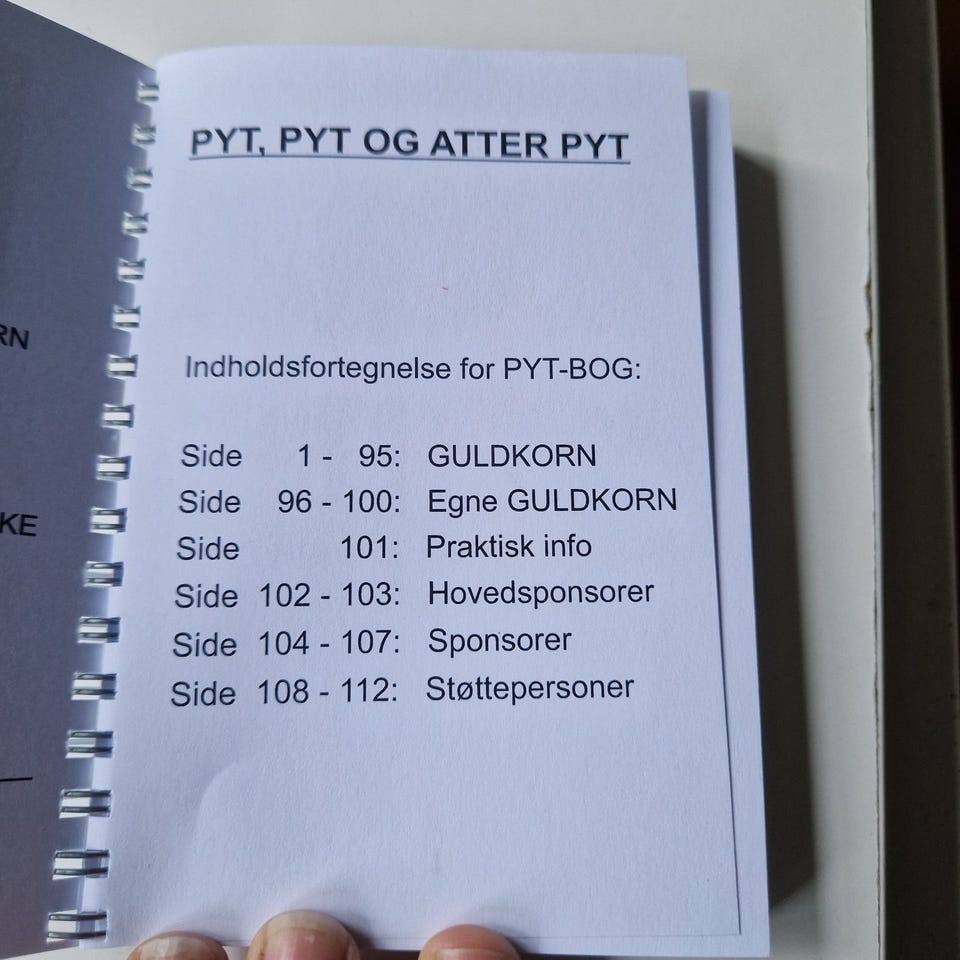 PYT, PYT OG ATTER PYT
Indholdsfortegnelse for PYT-BOG:
Side 1 - 95: GULDKORN
Side 96 - 100: Egne GULDKORN
Side 101: Praktisk info
Side 102 - 103: Hovedsponsorer
Side 104 - 107: Sponsorer
Side 108 - 112: Støttepersoner